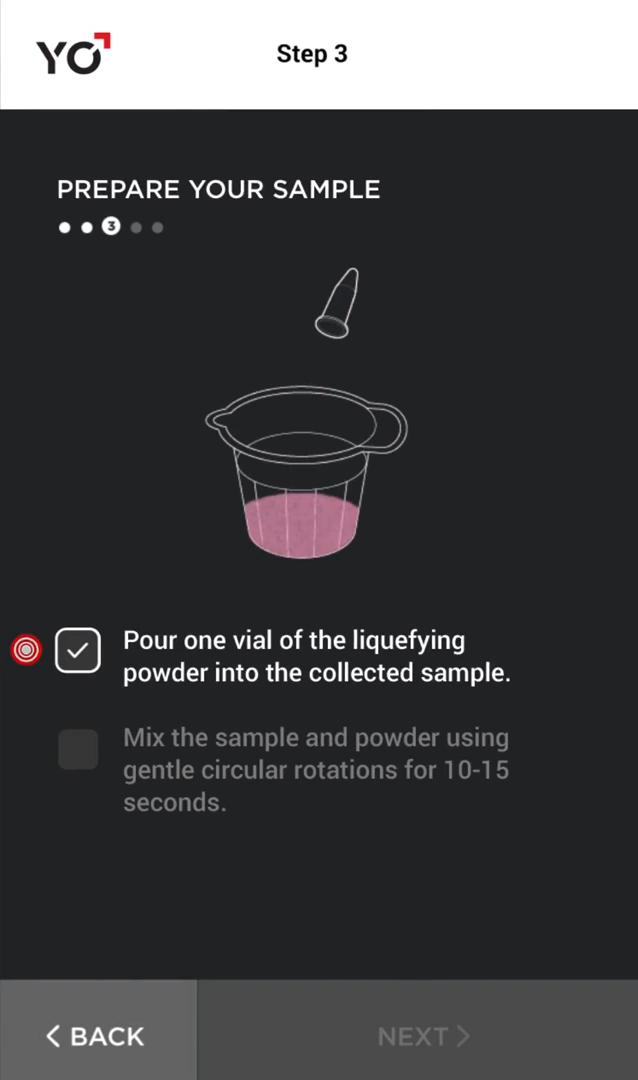 YO
Step 3
PREPARE YOUR SAMPLE
3
Pour one vial of the liquefying
powder into the collected sample.
Mix the sample and powder using
gentle circular rotations for 10-15
seconds.
< BACK
NEXT >